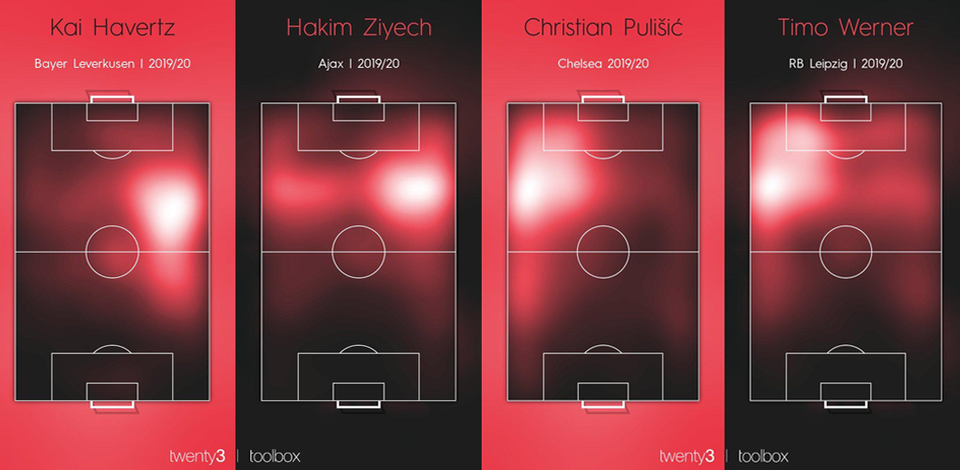 Kai Havertz
Bayer Leverkusen | 2019/20
Hakim Ziyech
Ajax | 2019/20
Christian Pulišić
Chelsea 2019/20
Timo Werner
RB Leipzig | 2019/20
twenty3 | toolbox
twenty3 | toolbox